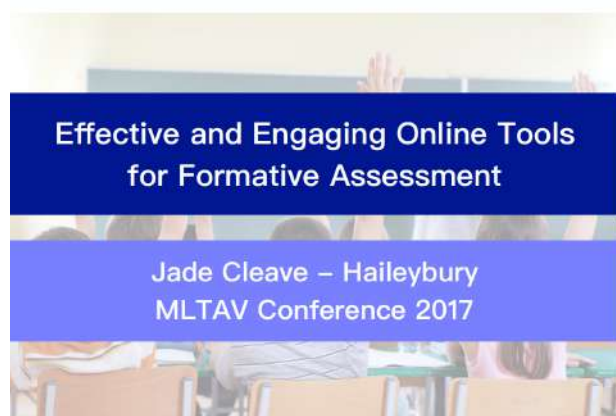 Effective and Engaging Online Tools
for Formative Assessment
Jade Cleave – Haileybury
MLTAV Conference 2017